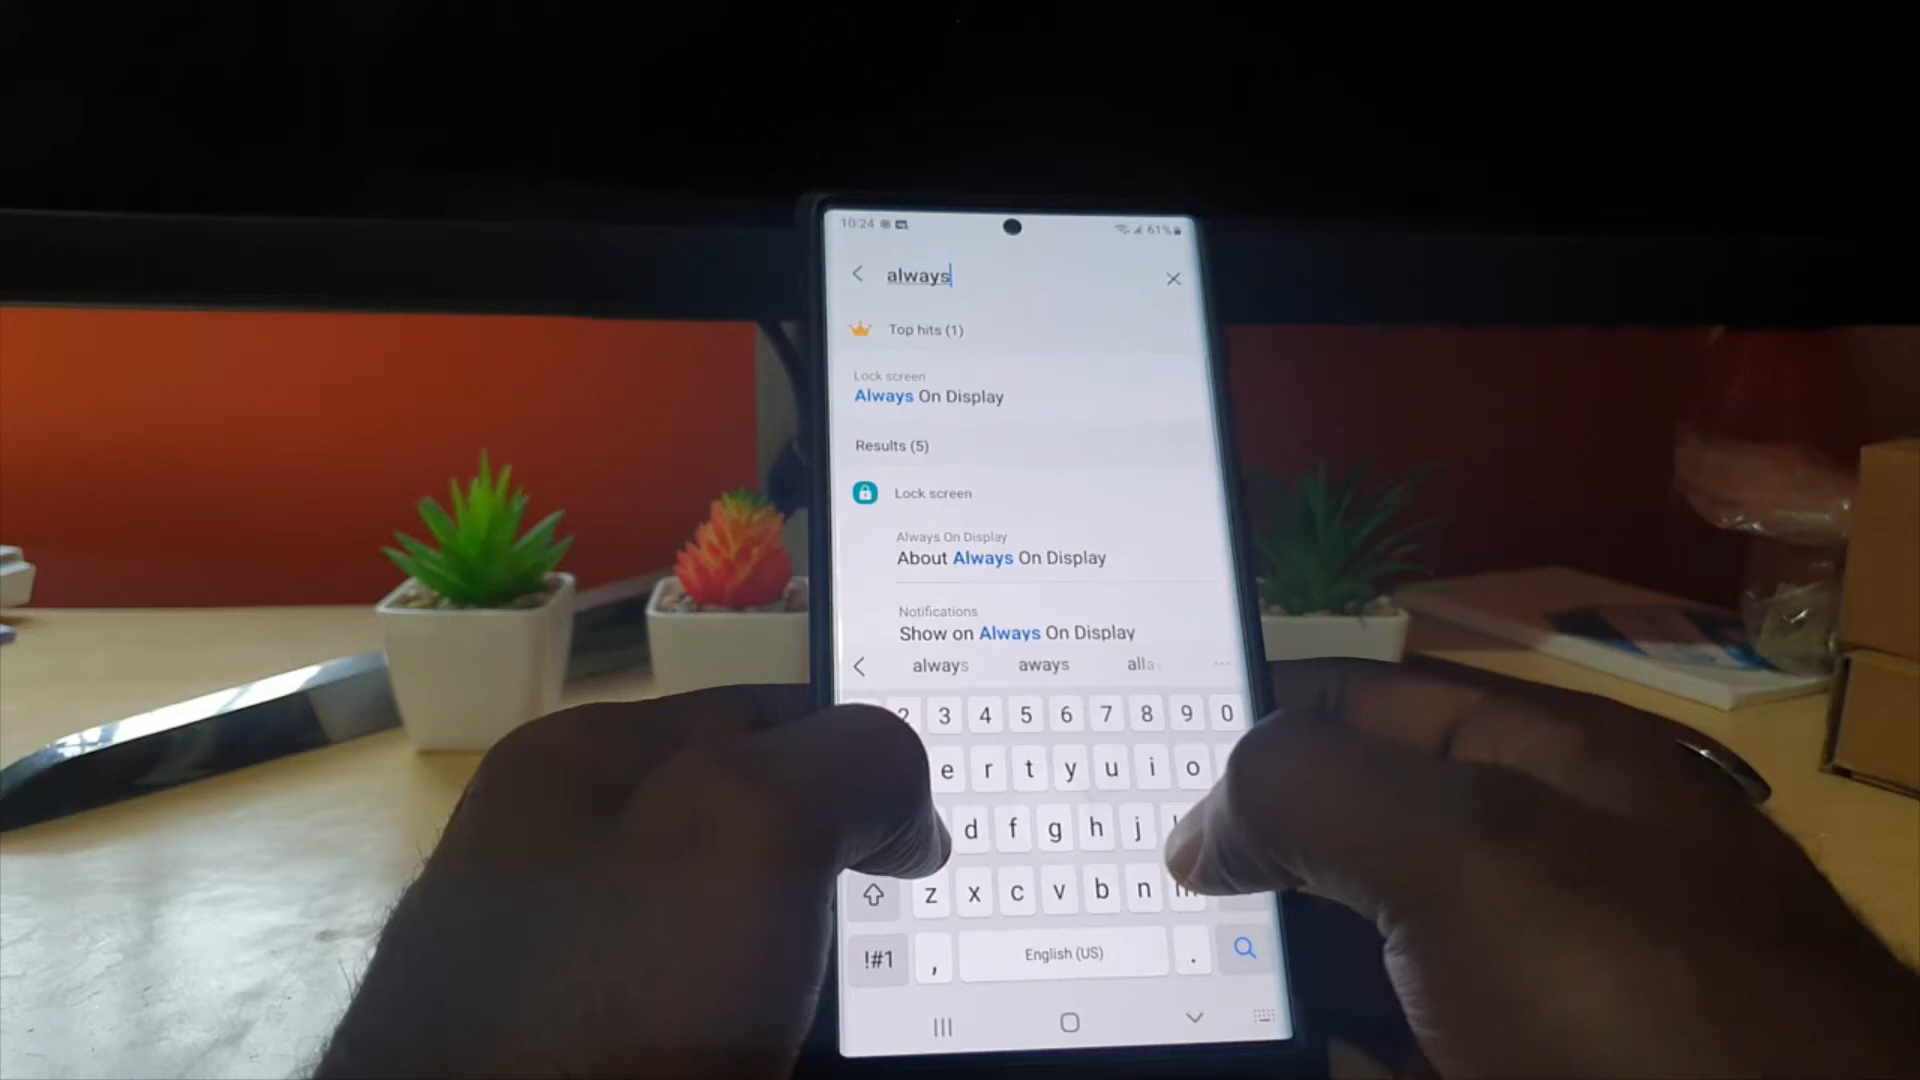 10:24 61%
always
Top hits (1)
Lock screen
Always On Display
Results (5)
Lock screen
Always On Display
About Always On Display
Notifications
Show on Always On Display
always aways alla
2 3 4 5 6 7 8 9 0
e r t y u i o
d f g h j
z x c v b n m
!#1 , English (US) .